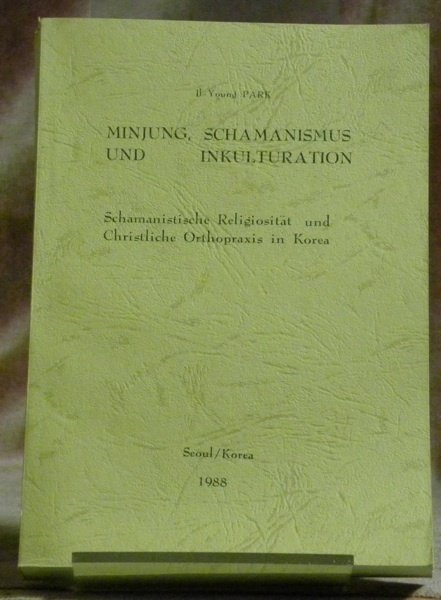 Il-Young PARK
MINJUNG, SCHAMANISMUS
UND INKULTURATION
Schamanistische Religiosität und
Christliche Orthopraxis in Korea
Seoul/Korea
1988